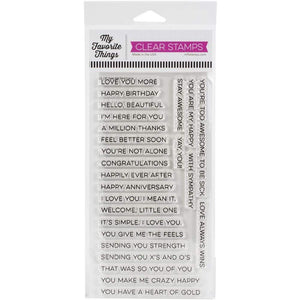 My
Favorite
Things
CLEAR STAMPS
LOVE YOU MORE
HAPPY BIRTHDAY
HELLO, BEAUTIFUL
I'M HERE FOR YOU
A MILLION THANKS
FEEL BETTER SOON
YOU'RE NOT ALONE
CONGRATULATIONS
HAPPILY EVER AFTER
HAPPY ANNIVERSARY
I LOVE YOU. I MEAN IT.
WELCOME, LITTLE ONE
IT'S SIMPLE. I LOVE YOU.
YOU GIVE ME THE FEELS
SENDING YOU STRENGTH
SENDING YOU X'S AND O'S
THAT WAS SO YOU OF YOU
YOU MAKE ME CRAZY HAPPY
YOU HAVE A HEART OF GOLD
STAY AWESOME
YAY, YOU!
YOU ARE MY HAPPY
WITH SYMPATHY
YOU'RE TOO AWESOME TO BE SICK
LOVE ALWAYS WINS